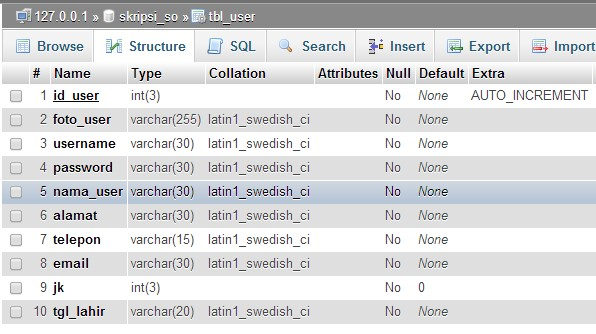 127.0.0.1 » skripsi_so » tbl_user
Browse Structure SQL Search Insert Export Import
# Name Type Collation Attributes Null Default Extra
1 id_user int(3) No None AUTO_INCREMENT
2 foto_user varchar(255) latin1_swedish_ci No None
3 username varchar(30) latin1_swedish_ci No None
4 password varchar(30) latin1_swedish_ci No None
5 nama_user varchar(30) latin1_swedish_ci No None
6 alamat varchar(30) latin1_swedish_ci No None
7 telepon varchar(15) latin1_swedish_ci No None
8 email varchar(30) latin1_swedish_ci No None
9 jk int(3) No 0
10 tgl_lahir varchar(20) latin1_swedish_ci No None